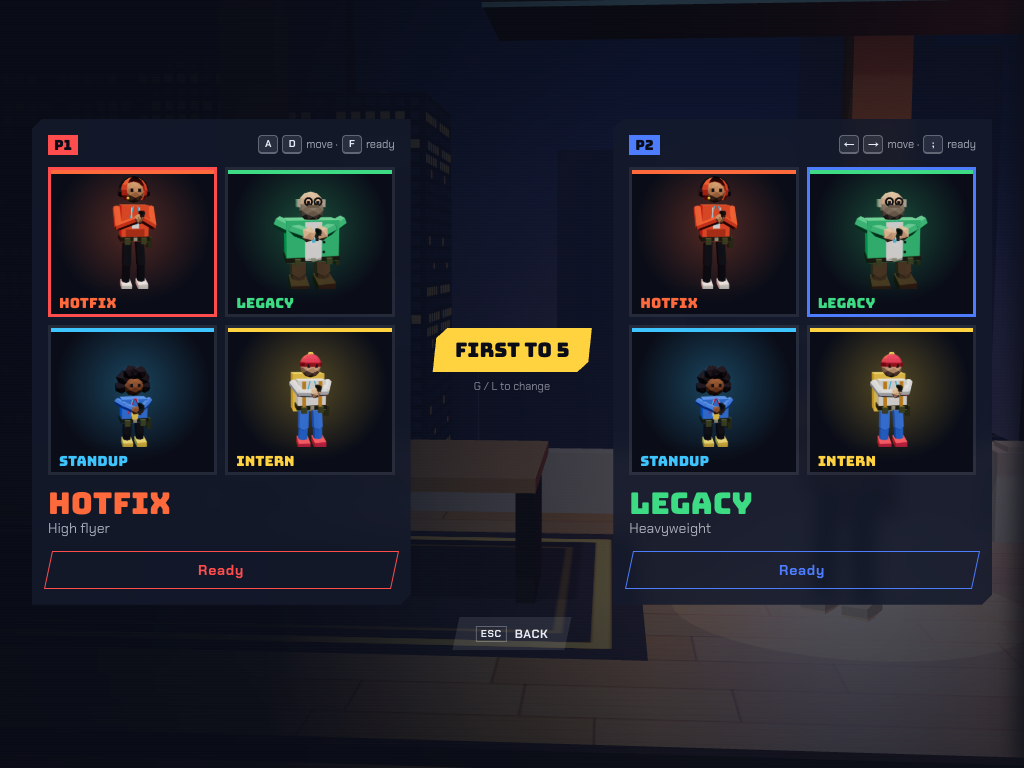 P1
A D move · F ready
HOTFIX
LEGACY
STANDUP
INTERN
HOTFIX
High flyer
Ready
FIRST TO 5
G / L to change
P2
← → move · ; ready
HOTFIX
LEGACY
STANDUP
INTERN
LEGACY
Heavyweight
Ready
ESC BACK